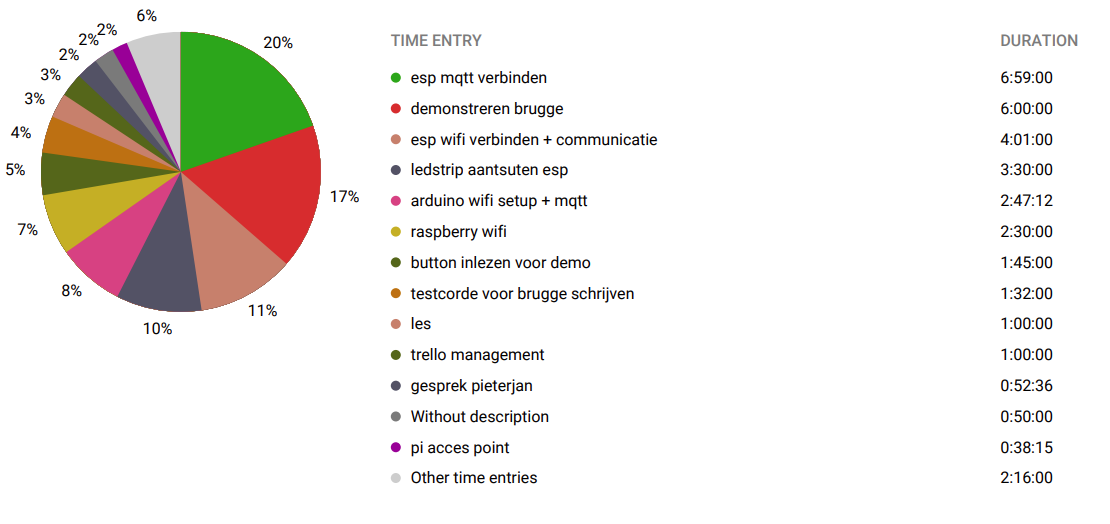 6%
2%
2%
2%
3%
3%
4%
5%
7%
8%
10%
11%
17%
20%
TIME ENTRY DURATION
esp mqtt verbinden 6:59:00
demonstreren brugge 6:00:00
esp wifi verbinden + communicatie 4:01:00
ledstrip aantsuten esp 3:30:00
arduino wifi setup + mqtt 2:47:12
raspberry wifi 2:30:00
button inlezen voor demo 1:45:00
testcorde voor brugge schrijven 1:32:00
les 1:00:00
trello management 1:00:00
gesprek pieterjan 0:52:36
Without description 0:50:00
pi acces point 0:38:15
Other time entries 2:16:00